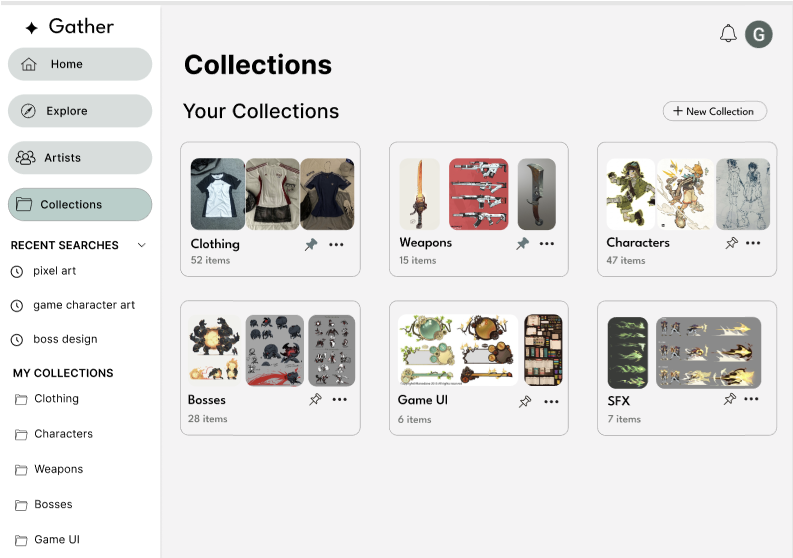 Gather
Home
Explore
Artists
Collections
RECENT SEARCHES
pixel art
game character art
boss design
MY COLLECTIONS
Clothing
Characters
Weapons
Bosses
Game UI
G
Collections
Your Collections
+ New Collection
Clothing
52 items
Weapons
15 items
Characters
47 items
Bosses
28 items
Game UI
6 items
SFX
7 items